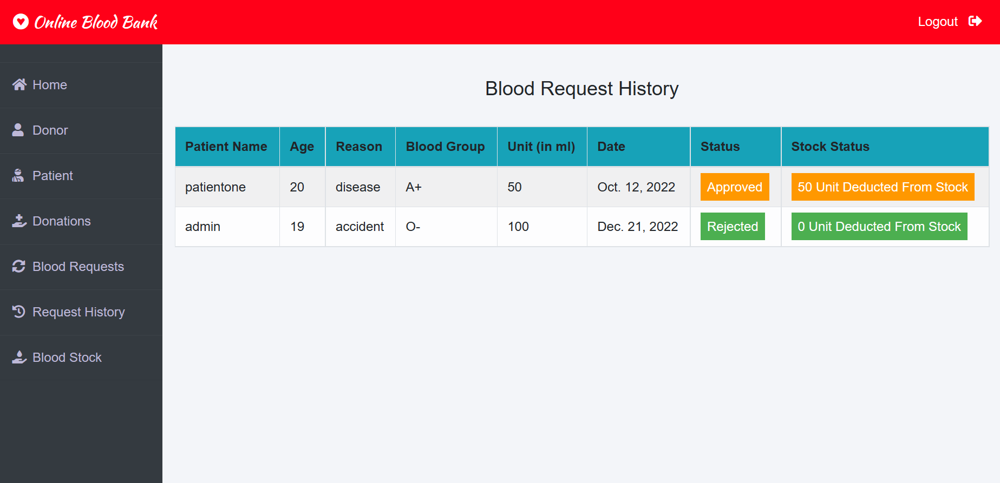 Online Blood Bank
Logout
Home
Donor
Patient
Donations
Blood Requests
Request History
Blood Stock
Blood Request History
Patient Name Age Reason Blood Group Unit (in ml) Date Status Stock Status
patientone 20 disease A+ 50 Oct. 12, 2022 Approved 50 Unit Deducted From Stock
admin 19 accident O- 100 Dec. 21, 2022 Rejected 0 Unit Deducted From Stock